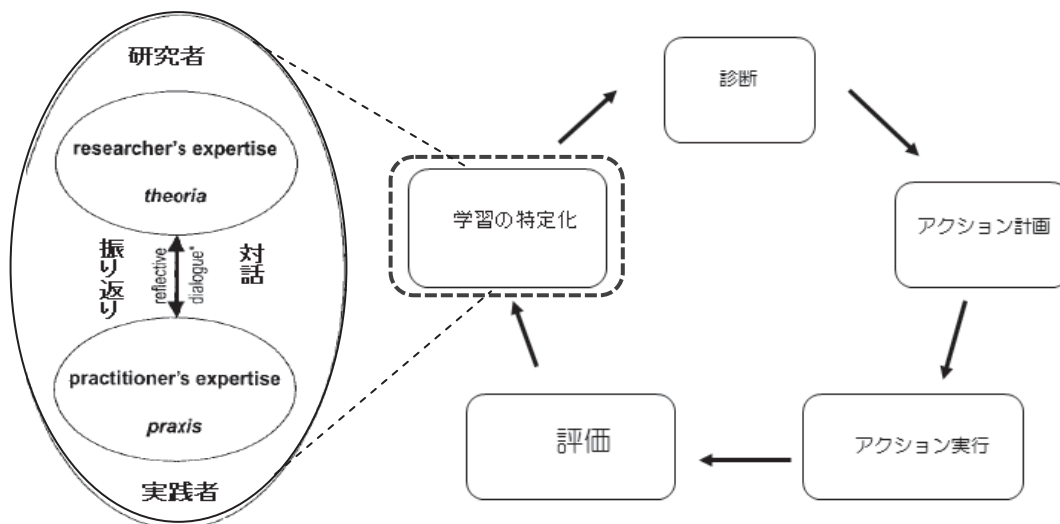 研究者
researcher's expertise
theoria
振り返り
reflective
dialogue*
対話
practitioner's expertise
praxis
実践者
診断
学習の特定化
アクション計画
評価
アクション実行